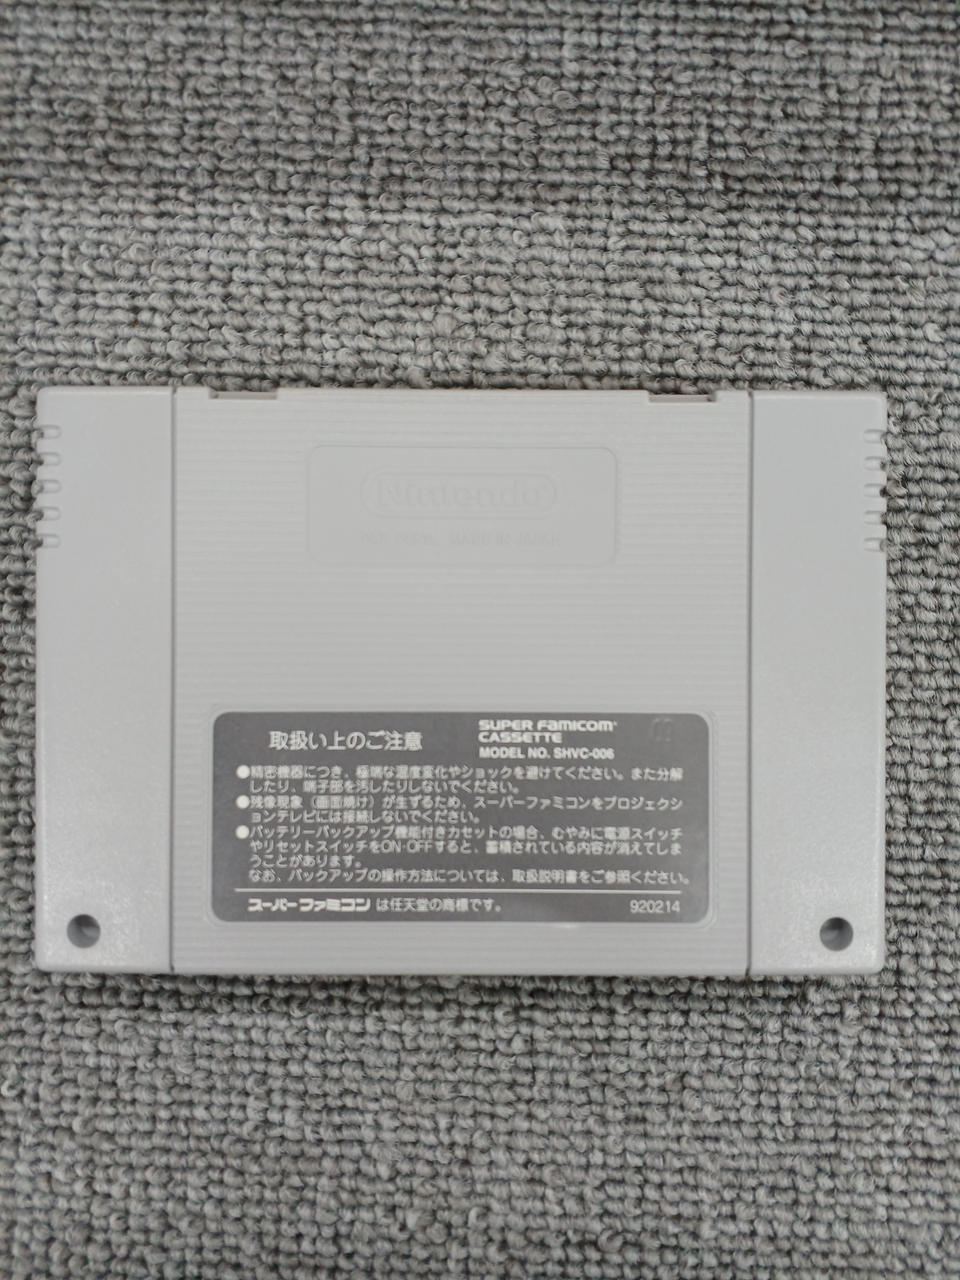 Nintendo
MADE IN JAPAN
取扱い上のご注意
SUPER FAMICOM
CASSETTE
MODEL NO. SHVC-006
●精密機器につき、極端な温度変化やショックを避けてください。また分解
したり、端子部を汚したりしないでください。
●残像現象（画面焼け）が生ずるため、スーパーファミコンをプロジェクシ
ョンテレビには接続しないでください。
●バッテリーバックアップ機能付きカセットの場合、むやみに電源スイッチ
やリセットスイッチをON・OFFすると、蓄積されている内容が消えてしま
うことがあります。
なお、バックアップの操作方法については、取扱説明書をご参照ください。
スーパーファミコンは任天堂の商標です。 920214